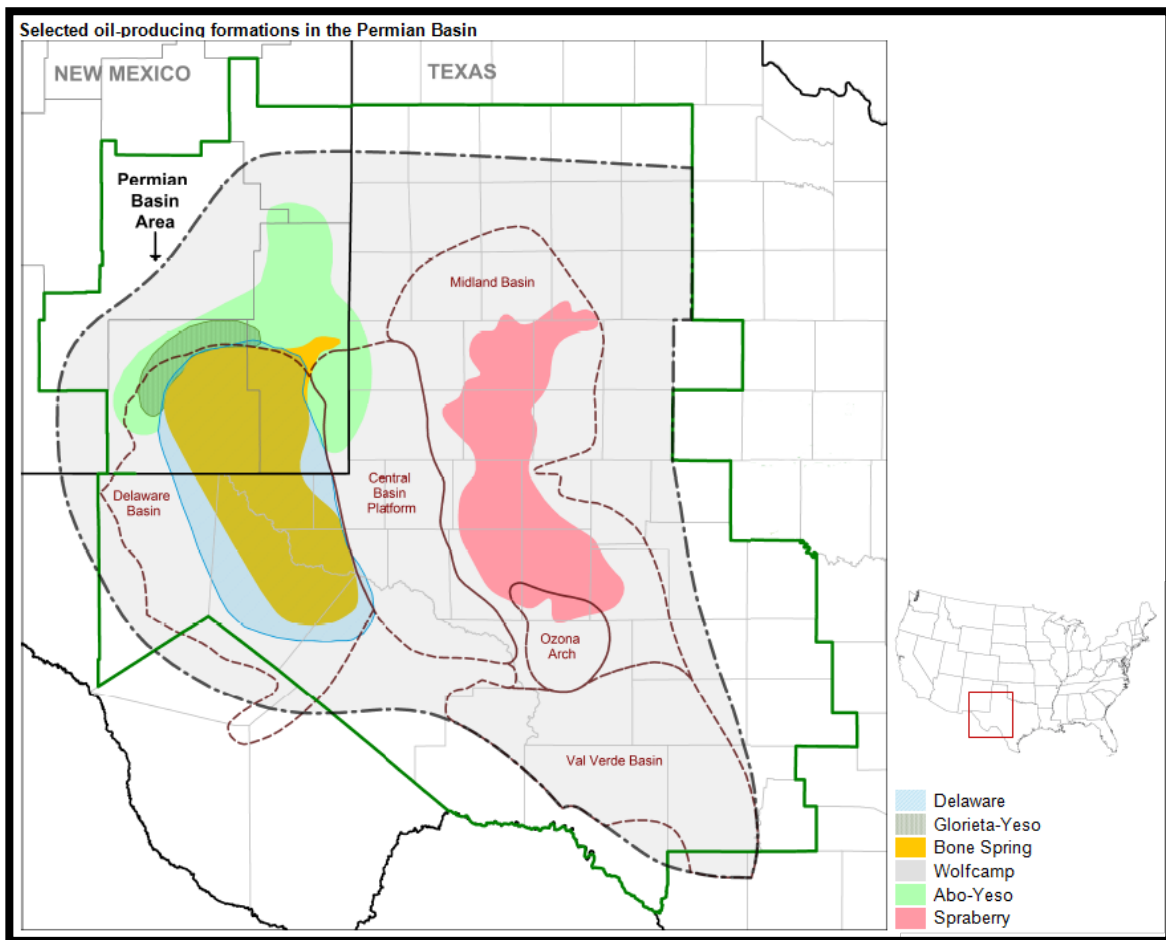 Selected oil-producing formations in the Permian Basin
NEW MEXICO
TEXAS
Permian
Basin
Area
Midland Basin
Delaware
Basin
Central
Basin
Platform
Ozona
Arch
Val Verde Basin
Delaware
Glorieta-Yeso
Bone Spring
Wolfcamp
Abo-Yeso
Spraberry